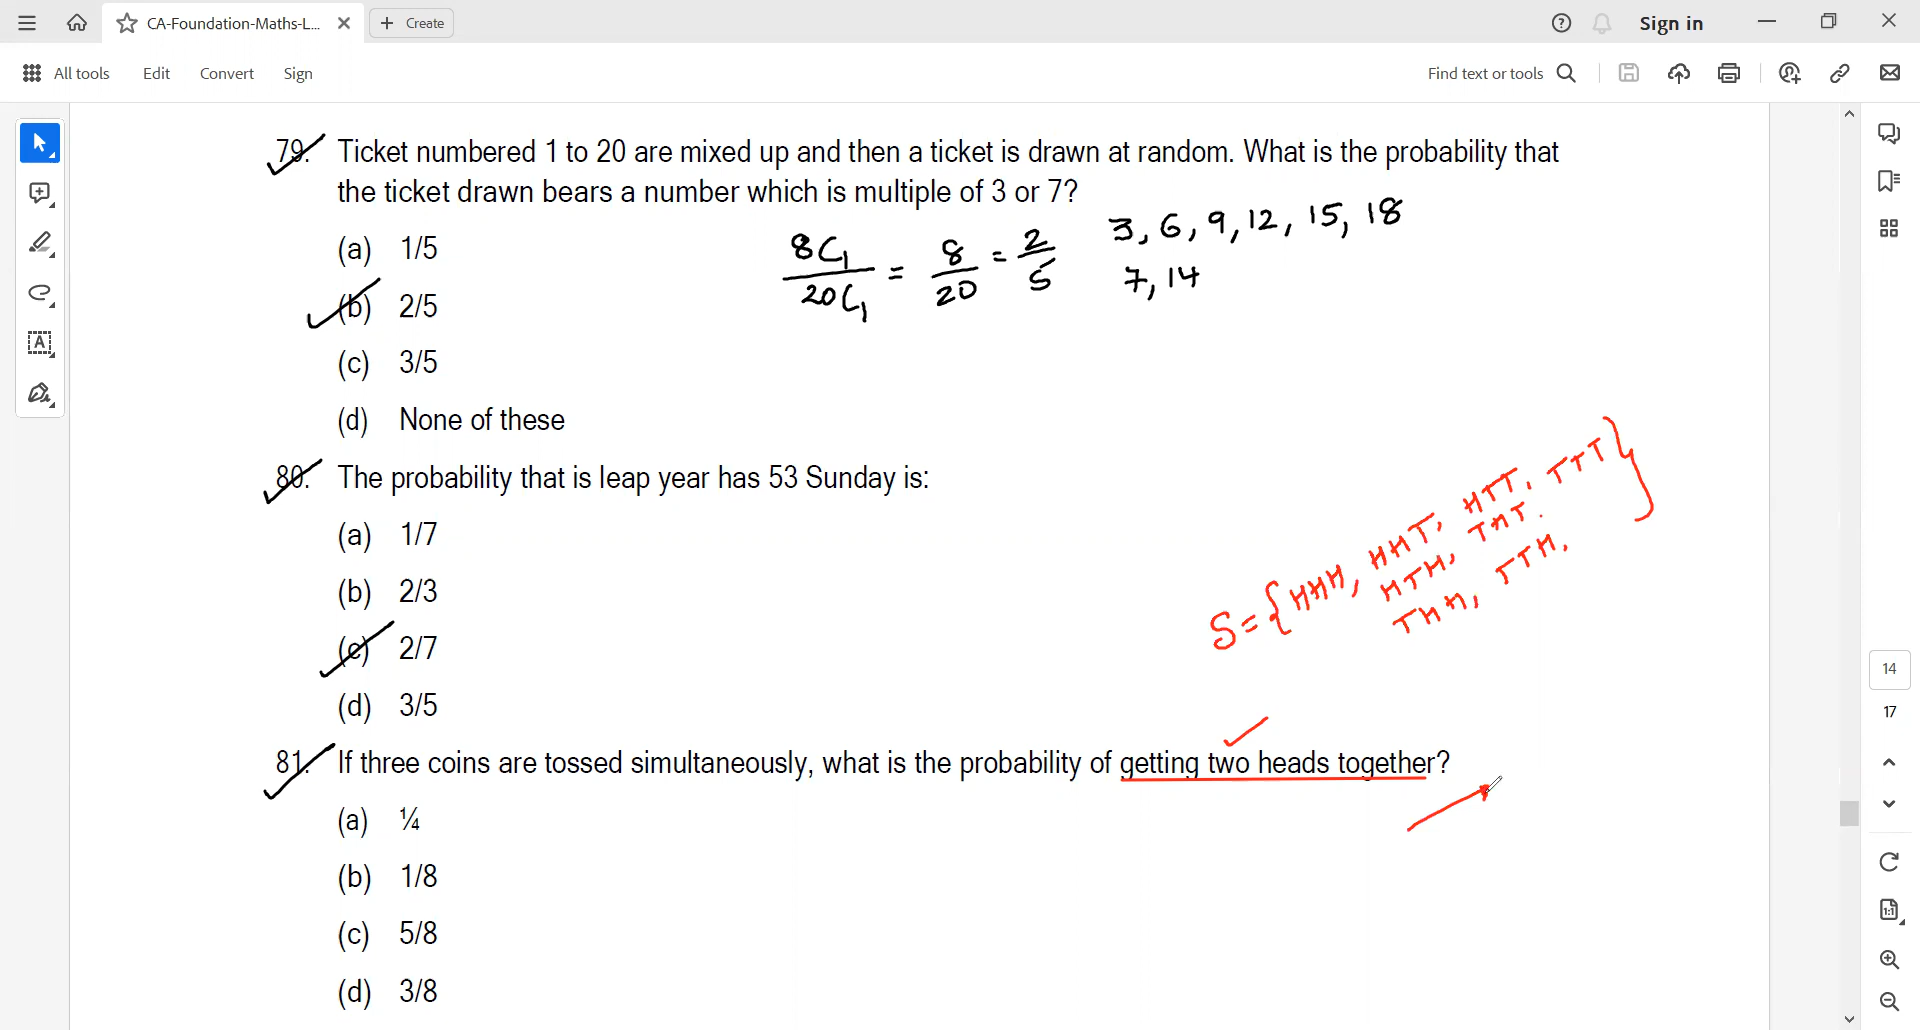 CA-Foundation-Maths-L...
Create
Sign in
All tools Edit Convert Sign
Find text or tools
79. Ticket numbered 1 to 20 are mixed up and then a ticket is drawn at random. What is the probability that
the ticket drawn bears a number which is multiple of 3 or 7?
8C₁/20C₁ = 8/20 = 2/5
3, 6, 9, 12, 15, 18
7, 14
(a) 1/5
(b) 2/5
(c) 3/5
(d) None of these
80. The probability that is leap year has 53 Sunday is:
(a) 1/7
(b) 2/3
(c) 2/7
(d) 3/5
S={HHH, HHT, HTT, TTT}
HTH, THT.
THH, TTH,
81. If three coins are tossed simultaneously, what is the probability of getting two heads together?
(a) ¼
(b) 1/8
(c) 5/8
(d) 3/8
14
17
1:1